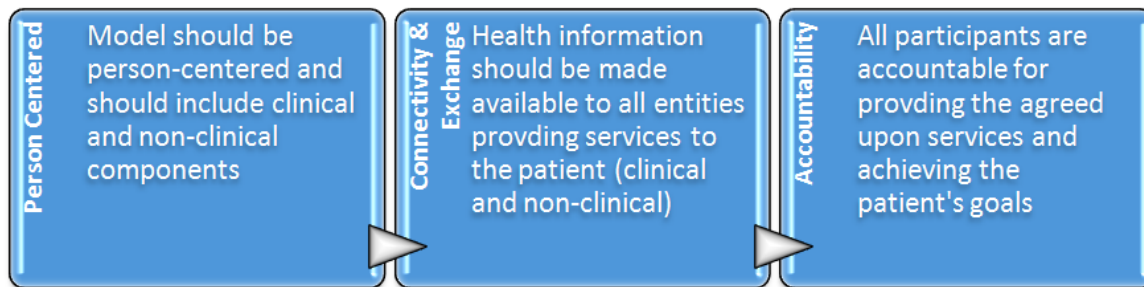 Person Centered
Model should be
person-centered and
should include clinical
and non-clinical
components
Connectivity &
Exchange
Health information
should be made
available to all entities
provding services to
the patient (clinical
and non-clinical)
Accountability
All participants are
accountable for
provding the agreed
upon services and
achieving the
patient's goals